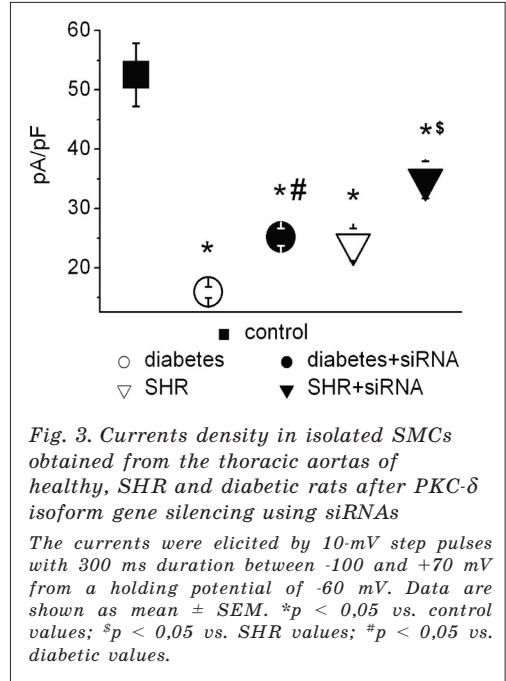 60
50
40
30
20
pA/pF
*
*#
*
*$
■ control
○ diabetes ● diabetes+siRNA
▽ SHR ▼ SHR+siRNA
Fig. 3. Currents density in isolated SMCs
obtained from the thoracic aortas of
healthy, SHR and diabetic rats after PKC-δ
isoform gene silencing using siRNAs
The currents were elicited by 10-mV step pulses
with 300 ms duration between -100 and +70 mV
from a holding potential of -60 mV. Data are
shown as mean ± SEM. *p < 0,05 vs. control
values; $p < 0,05 vs. SHR values; #p < 0,05 vs.
diabetic values.